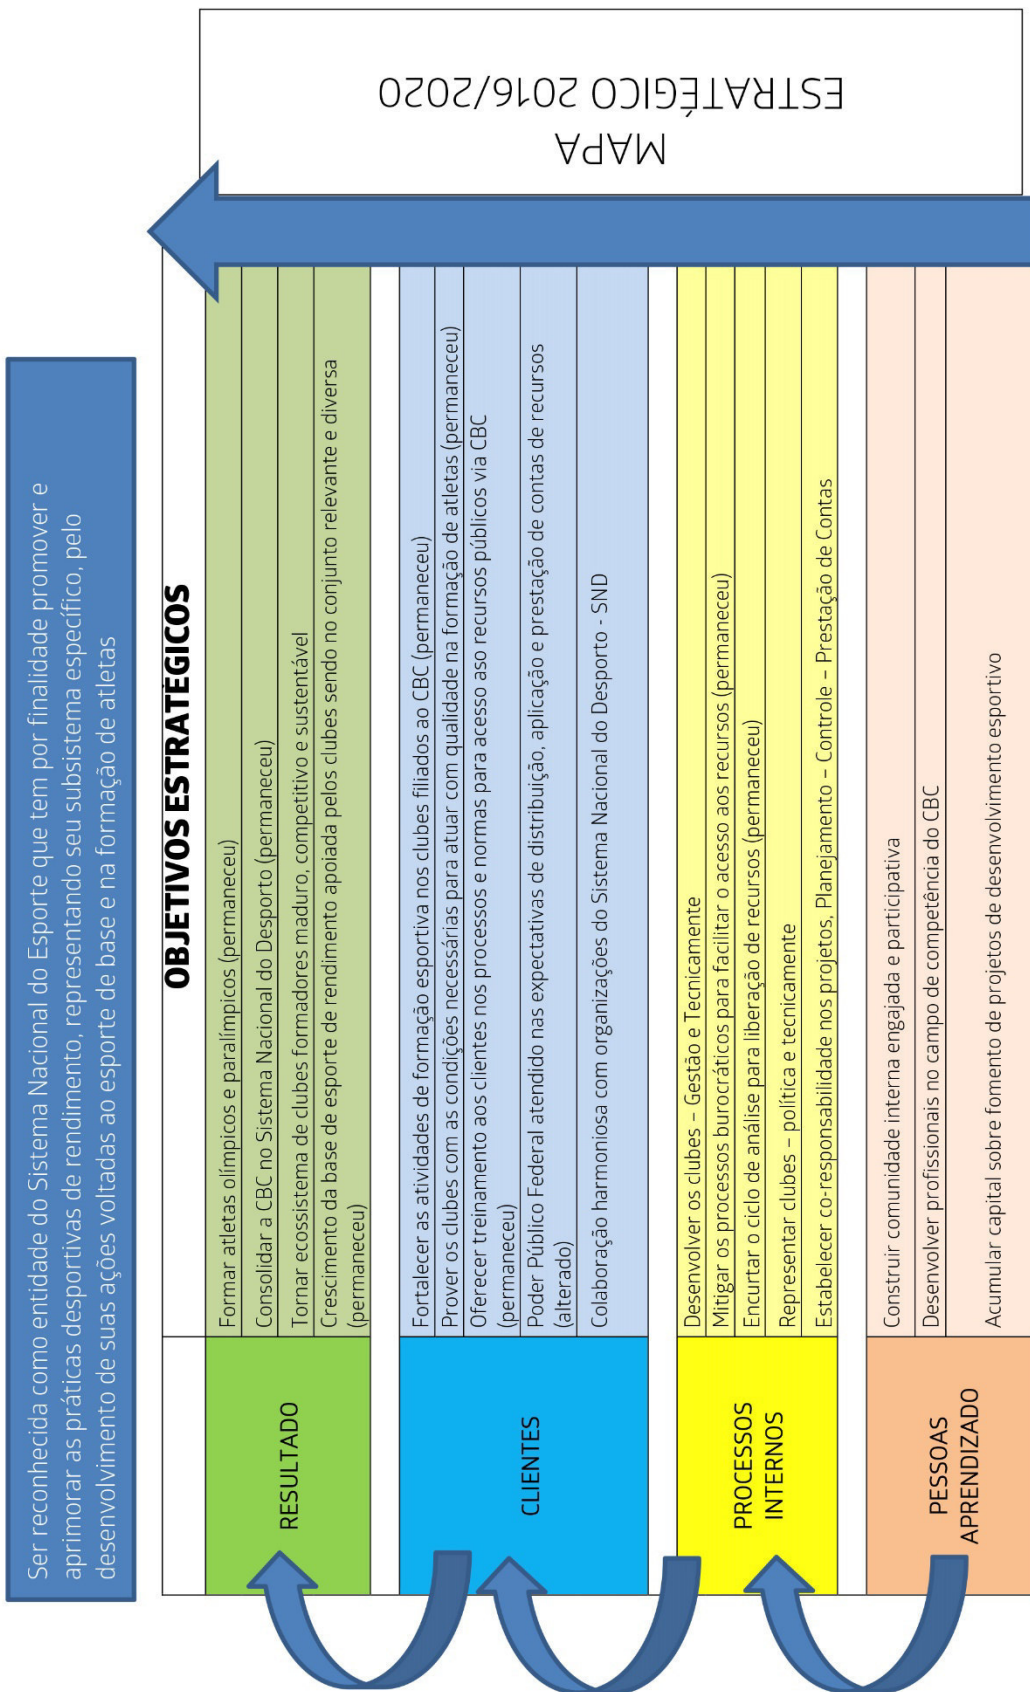 Ser reconhecida como entidade do Sistema Nacional do Esporte que tem por finalidade promover e
aprimorar as práticas desportivas de rendimento, representando seu subsistema específico, pelo
desenvolvimento de suas ações voltadas ao esporte de base e na formação de atletas
OBJETIVOS ESTRATÉGICOS
RESULTADO
Formar atletas olímpicos e paralímpicos (permaneceu)
Consolidar a CBC no Sistema Nacional do Desporto (permaneceu)
Tornar ecossistema de clubes formadores maduro, competitivo e sustentável
Crescimento da base de esporte de rendimento apoiada pelos clubes sendo no conjunto relevante e diversa
(permaneceu)
CLIENTES
Fortalecer as atividades de formação esportiva nos clubes filiados ao CBC (permaneceu)
Prover os clubes com as condições necessárias para atuar com qualidade na formação de atletas (permaneceu)
Oferecer treinamento aos clientes nos processos e normas para acesso aso recursos públicos via CBC
(permaneceu)
Poder Público Federal atendido nas expectativas de distribuição, aplicação e prestação de contas de recursos
(alterado)
Colaboração harmoniosa com organizações do Sistema Nacional do Desporto - SND
PROCESSOS
INTERNOS
Desenvolver os clubes – Gestão e Tecnicamente
Mitigar os processos burocráticos para facilitar o acesso aos recursos (permaneceu)
Encurtar o ciclo de análise para liberação de recursos (permaneceu)
Representar clubes – política e tecnicamente
Estabelecer co-responsabilidade nos projetos, Planejamento – Controle – Prestação de Contas
PESSOAS
APRENDIZADO
Construir comunidade interna engajada e participativa
Desenvolver profissionais no campo de competência do CBC
Acumular capital sobre fomento de projetos de desenvolvimento esportivo
MAPA
ESTRATÉGICO 2016/2020